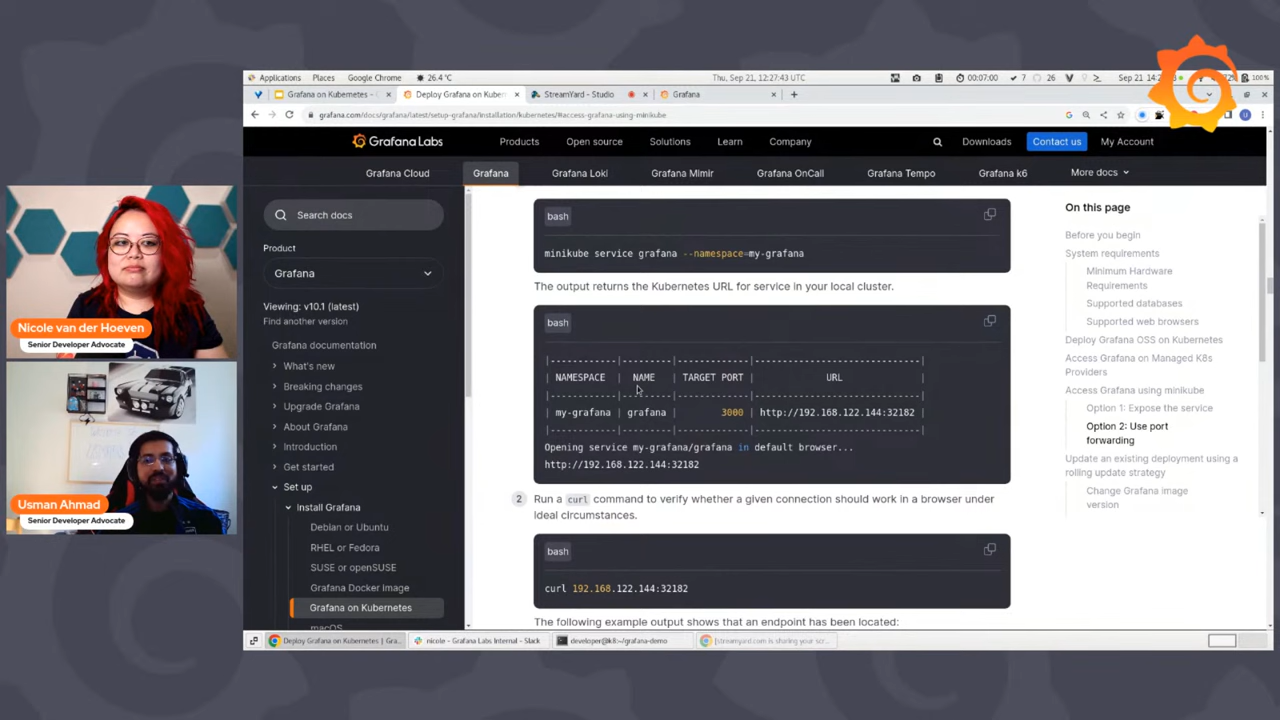 Applications Places Google Chrome 26.4 °C Thu, Sep 21, 12:27:43 UTC 00:07:00 7 26 Sep 21 14:2 100%
Grafana on Kubernetes - Deploy Grafana on Kuber StreamYard - Studio Grafana
grafana.com/docs/grafana/latest/setup-grafana/installation/kubernetes/#access-grafana-using-minikube
Grafana Labs Products Open source Solutions Learn Company Downloads Contact us My Account
Grafana Cloud Grafana Grafana Loki Grafana Mimir Grafana OnCall Grafana Tempo Grafana k6 More docs
Search docs
Product
Grafana
Viewing: v10.1 (latest)
Find another version
Grafana documentation
What's new
Breaking changes
Upgrade Grafana
About Grafana
Introduction
Get started
Set up
Install Grafana
Debian or Ubuntu
RHEL or Fedora
SUSE or openSUSE
Grafana Docker image
Grafana on Kubernetes
macOS
bash
minikube service grafana --namespace=my-grafana
The output returns the Kubernetes URL for service in your local cluster.
bash
|-----------|---------|-------------|----------------------------|
| NAMESPACE | NAME | TARGET PORT | URL |
|-----------|---------|-------------|----------------------------|
| my-grafana | grafana | 3000 | http://192.168.122.144:32182 |
|-----------|---------|-------------|----------------------------|
Opening service my-grafana/grafana in default browser...
http://192.168.122.144:32182
2 Run a curl command to verify whether a given connection should work in a browser under
ideal circumstances.
bash
curl 192.168.122.144:32182
The following example output shows that an endpoint has been located:
On this page
Before you begin
System requirements
Minimum Hardware
Requirements
Supported databases
Supported web browsers
Deploy Grafana OSS on Kubernetes
Access Grafana on Managed K8s
Providers
Access Grafana using minikube
Option 1: Expose the service
Option 2: Use port
forwarding
Update an existing deployment using a
rolling update strategy
Change Grafana image
version
Deploy Grafana on Kubernetes | Gra nicole - Grafana Labs Internal - Slack developer@k8:~/grafana-demo [streamyard.com is sharing your scr
Nicole van der Hoeven
Senior Developer Advocate
Usman Ahmad
Senior Developer Advocate